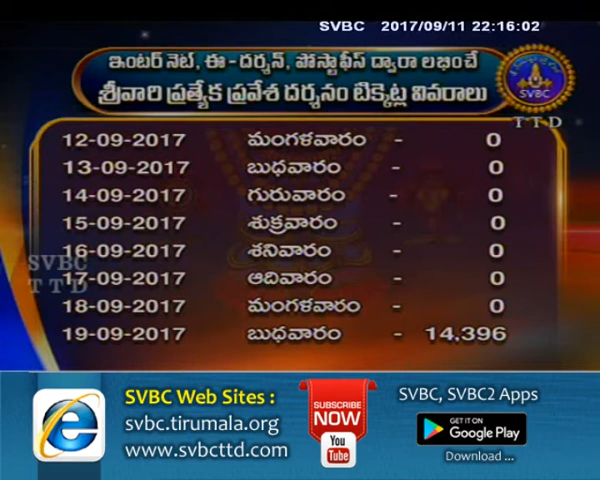 SVBC 2017/09/11 22:16:02
ఇంటర్ నెట్, ఈ - దర్శన్, పోస్టాఫీస్ ద్వారా లభించే
శ్రీవారి ప్రత్యేక ప్రవేశ దర్శనం టిక్కెట్ల వివరాలు
SVBC
TTD
12-09-2017 మంగళవారం - 0
13-09-2017 బుధవారం - 0
14-09-2017 గురువారం - 0
15-09-2017 శుక్రవారం - 0
16-09-2017 శనివారం - 0
17-09-2017 ఆదివారం - 0
18-09-2017 మంగళవారం - 0
19-09-2017 బుధవారం - 14,396
SVBC
TTD
SVBC Web Sites :
svbc.tirumala.org
www.svbcttd.com
SUBSCRIBE
NOW
You
Tube
SVBC, SVBC2 Apps
GET IT ON
Google Play
Download ...